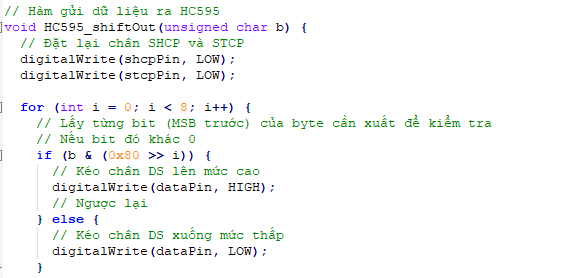 // Hàm gửi dữ liệu ra HC595
void HC595_shiftOut(unsigned char b) {
// Đặt lại chân SHCP và STCP
digitalWrite(shcpPin, LOW);
digitalWrite(stcpPin, LOW);
for (int i = 0; i < 8; i++) {
// Lấy từng bit (MSB trước) của byte cần xuất để kiểm tra
// Nếu bit đó khác 0
if (b & (0x80 >> i)) {
// Kéo chân DS lên mức cao
digitalWrite(dataPin, HIGH);
// Ngược lại
} else {
// Kéo chân DS xuống mức thấp
digitalWrite(dataPin, LOW);
}